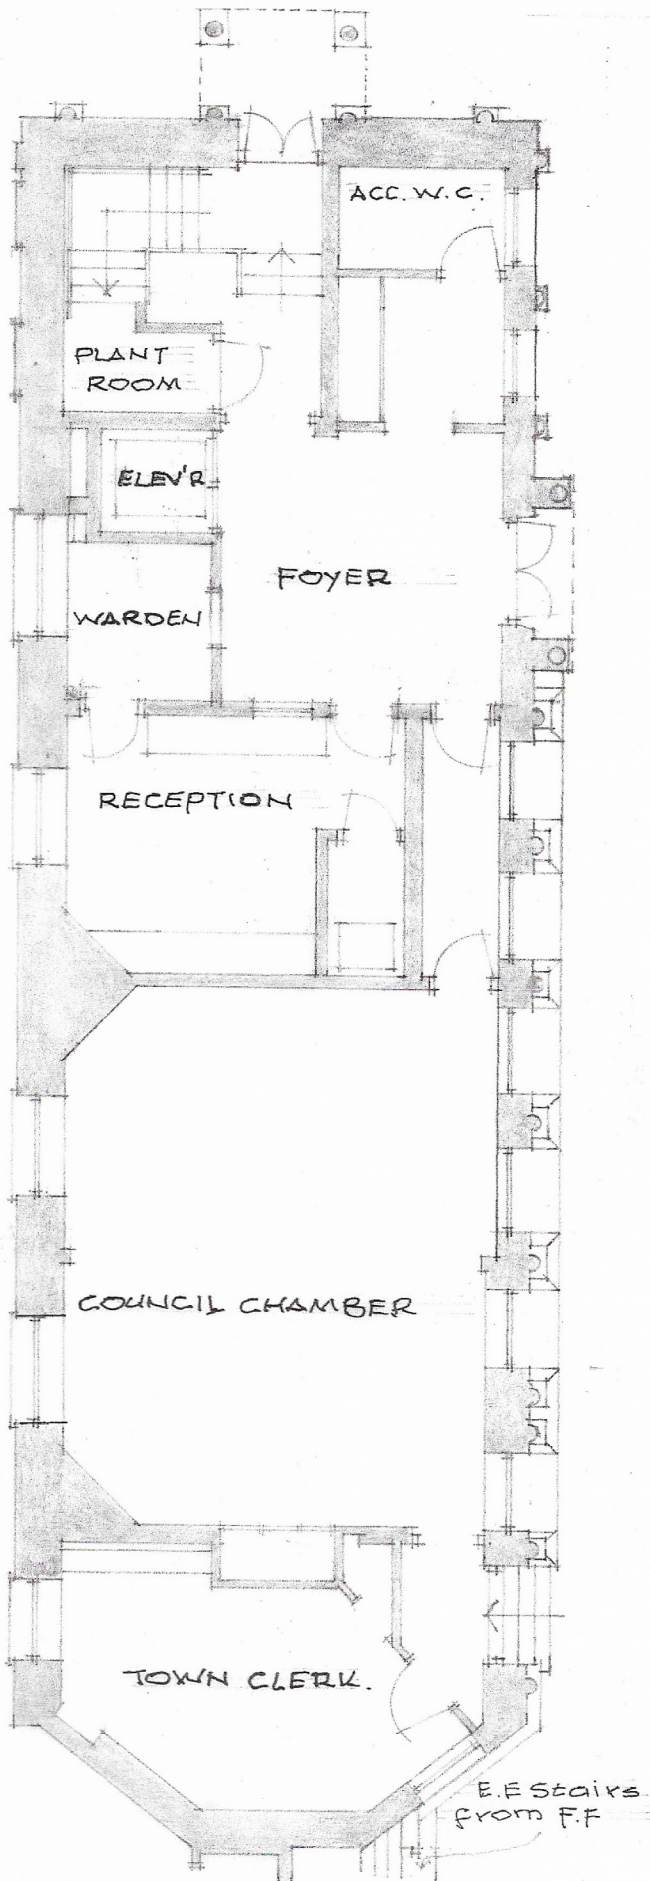 ACC. W.C.
PLANT
ROOM
ELEV'R
FOYER
WARDEN
RECEPTION
COUNCIL CHAMBER
TOWN CLERK.
E.E Stairs
from F.F